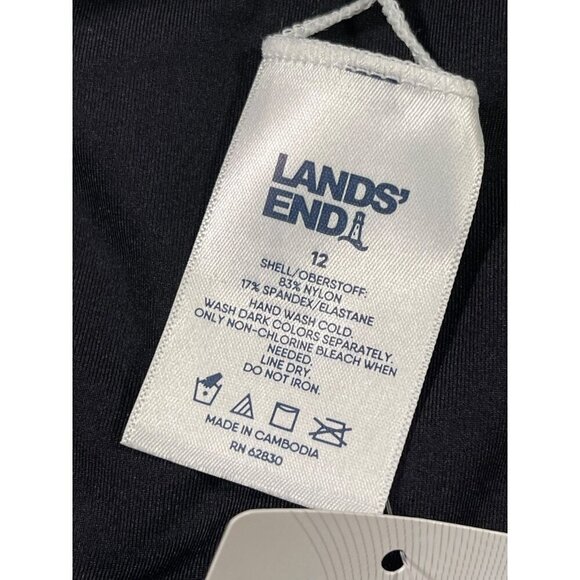 LANDS'
END
12
SHELL/OBERSTOFF:
83% NYLON
17% SPANDEX/ELASTANE
HAND WASH COLD.
WASH DARK COLORS SEPARATELY.
ONLY NON-CHLORINE BLEACH WHEN
NEEDED.
LINE DRY.
DO NOT IRON.
MADE IN CAMBODIA
RN 62830